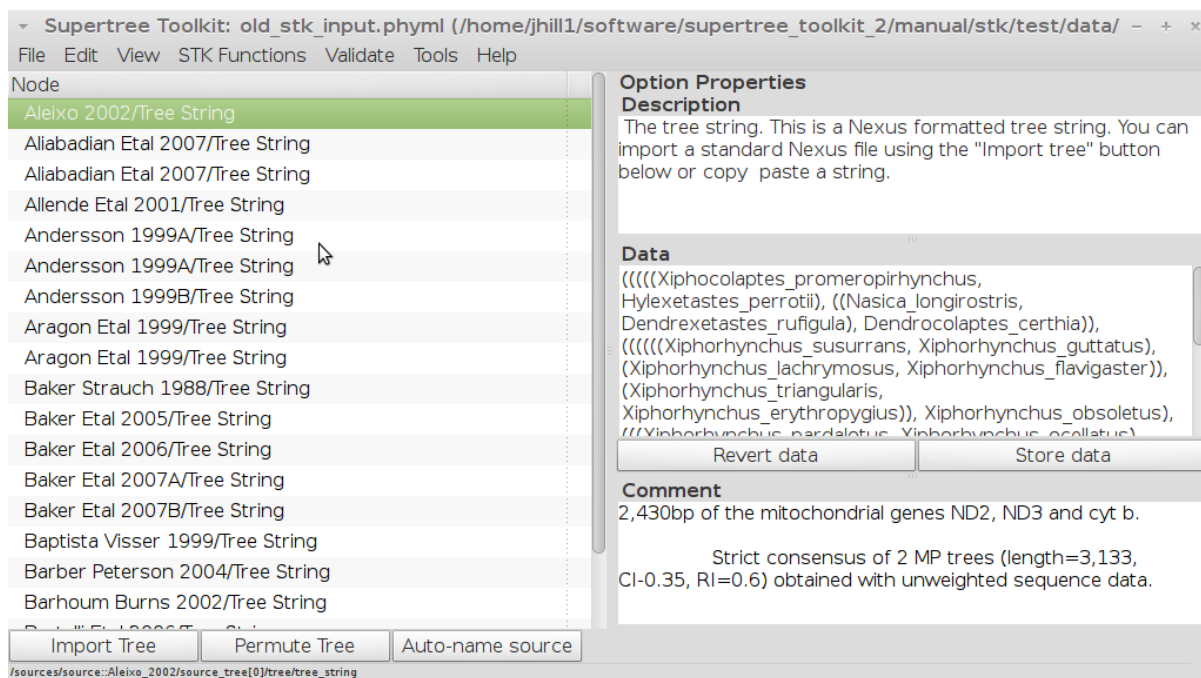 Supertree Toolkit: old_stk_input.phyml (/home/jhill1/software/supertree_toolkit_2/manual/stk/test/data/
File Edit View STK Functions Validate Tools Help
Node
Aleixo 2002/Tree String
Aliabadian Etal 2007/Tree String
Aliabadian Etal 2007/Tree String
Allende Etal 2001/Tree String
Andersson 1999A/Tree String
Andersson 1999A/Tree String
Andersson 1999B/Tree String
Aragon Etal 1999/Tree String
Aragon Etal 1999/Tree String
Baker Strauch 1988/Tree String
Baker Etal 2005/Tree String
Baker Etal 2006/Tree String
Baker Etal 2007A/Tree String
Baker Etal 2007B/Tree String
Baptista Visser 1999/Tree String
Barber Peterson 2004/Tree String
Barhoum Burns 2002/Tree String
Import Tree
Permute Tree
Auto-name source
Option Properties
Description
The tree string. This is a Nexus formatted tree string. You can
import a standard Nexus file using the "Import tree" button
below or copy  paste a string.
Data
(((((Xiphocolaptes_promeropirhynchus,
Hylexetastes_perrotii), ((Nasica_longirostris,
Dendrexetastes_rufigula), Dendrocolaptes_certhia)),
((((((Xiphorhynchus_susurrans, Xiphorhynchus_guttatus),
(Xiphorhynchus_lachrymosus, Xiphorhynchus_flavigaster)),
(Xiphorhynchus_triangularis,
Xiphorhynchus_erythropygius)), Xiphorhynchus_obsoletus),
(((Xiphorhynchus_pardalotus, Xiphorhynchus_ocellatus),
Revert data
Store data
Comment
2,430bp of the mitochondrial genes ND2, ND3 and cyt b.
Strict consensus of 2 MP trees (length=3,133,
CI-0.35, RI=0.6) obtained with unweighted sequence data.
/sources/source::Aleixo_2002/source_tree[0]/tree/tree_string